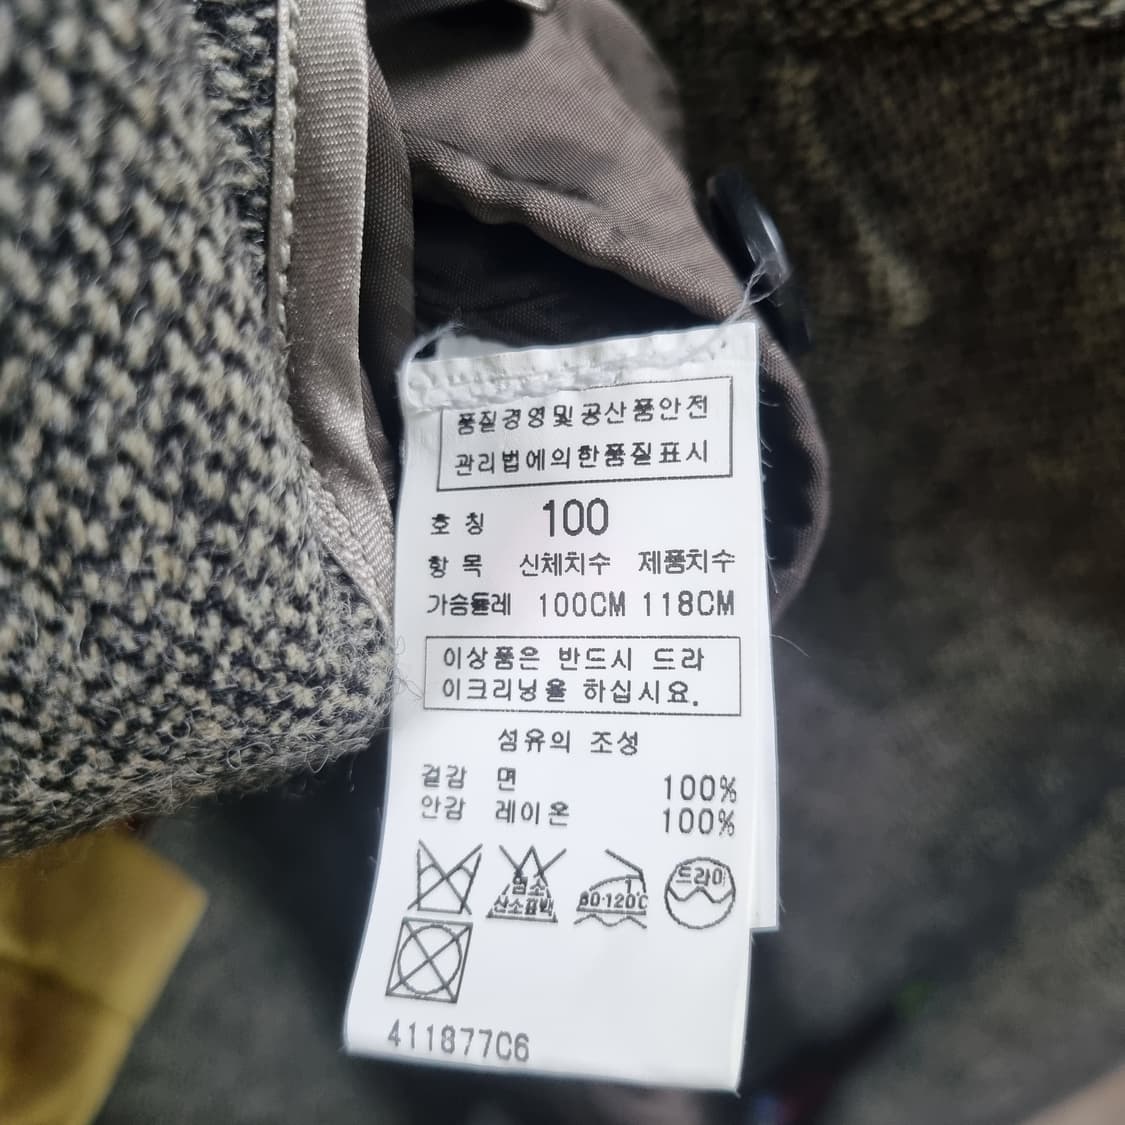 품질경영및공산품안전
관리법에의한품질표시
호 칭 100
항 목 신체치수 제품치수
가슴둘레 100CM 118CM
이상품은 반드시 드라
이크리닝을 하십시요.
섬유의 조성
겉감 면 100%
안감 레이온 100%
염소 산소표백 80-120℃ 드라이
411877C6